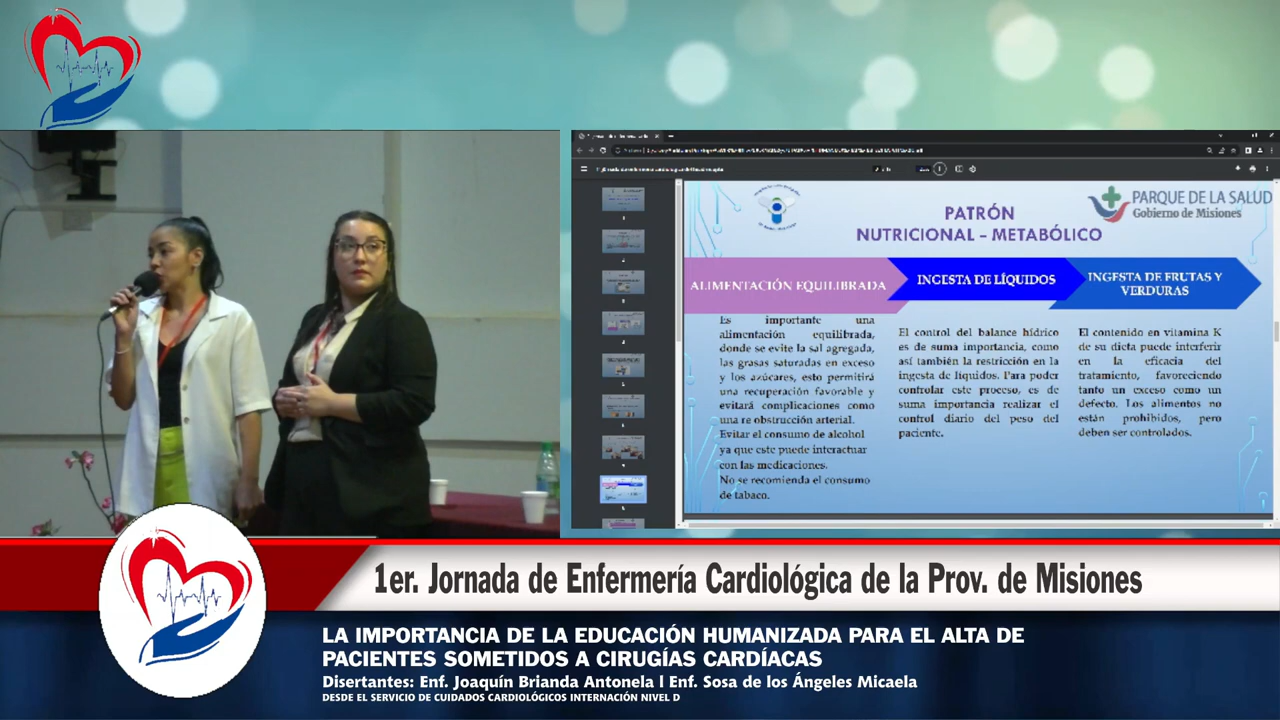 PARQUE DE LA SALUD
Gobierno de Misiones
PATRÓN
NUTRICIONAL – METABÓLICO
ALIMENTACIÓN EQUILIBRADA
INGESTA DE LÍQUIDOS
INGESTA DE FRUTAS Y
VERDURAS
Es importante una
alimentación equilibrada,
donde se evite la sal agregada,
las grasas saturadas en exceso
y los azúcares, esto permitirá
una recuperación favorable y
evitará complicaciones como
una re obstrucción arterial.
Evitar el consumo de alcohol
ya que este puede interactuar
con las medicaciones.
No se recomienda el consumo
de tabaco.
El control del balance hídrico
es de suma importancia, como
así también la restricción en la
ingesta de líquidos. Para poder
controlar este proceso, es de
suma importancia realizar el
control diario del peso del
paciente.
El contenido en vitamina K
de su dieta puede interferir
en la eficacia del
tratamiento, favoreciendo
tanto un exceso como un
defecto. Los alimentos no
están prohibidos, pero
deben ser controlados.
1er. Jornada de Enfermería Cardiológica de la Prov. de Misiones
LA IMPORTANCIA DE LA EDUCACIÓN HUMANIZADA PARA EL ALTA DE
PACIENTES SOMETIDOS A CIRUGÍAS CARDÍACAS
Disertantes: Enf. Joaquín Brianda Antonela l Enf. Sosa de los Ángeles Micaela
DESDE EL SERVICIO DE CUIDADOS CARDIOLÓGICOS INTERNACIÓN NIVEL D